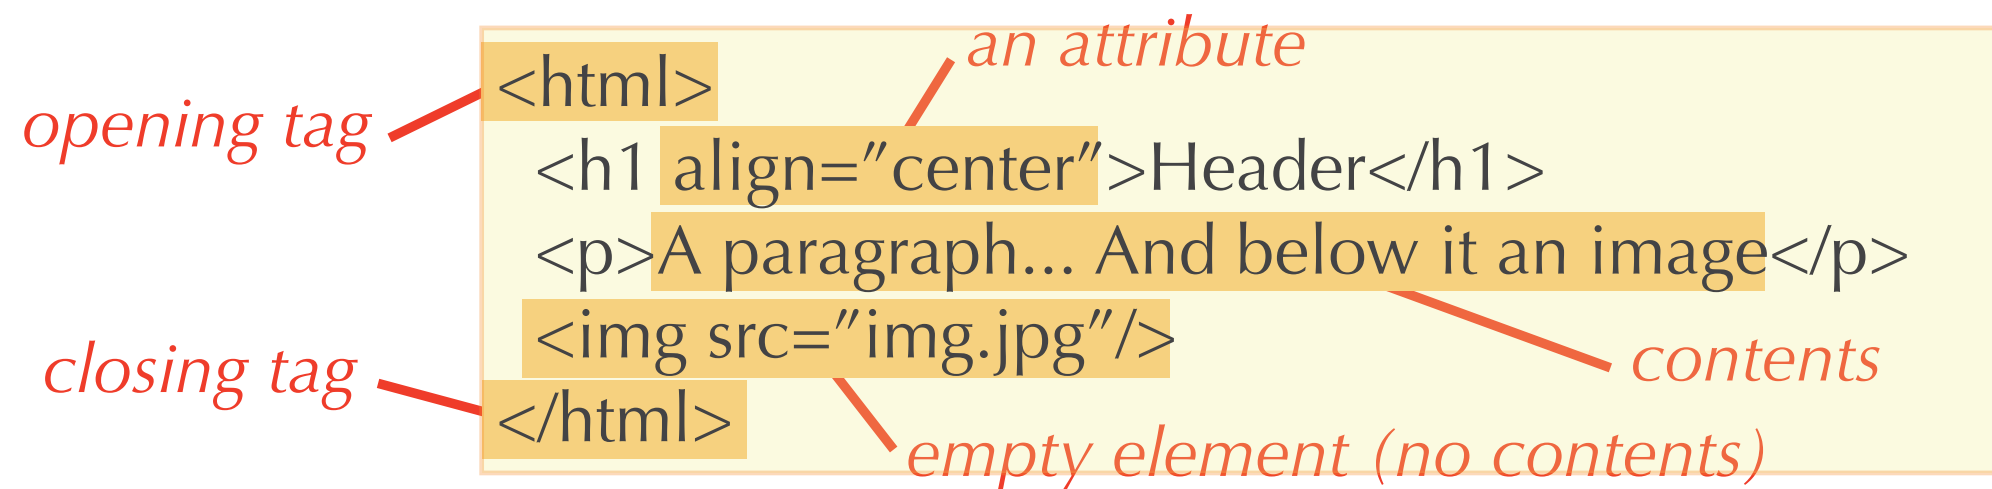 an attribute
<html>
opening tag
<h1 align="center">Header</h1>
<p>A paragraph... And below it an image</p>
<img src="img.jpg"/>
contents
closing tag
</html>
empty element (no contents)